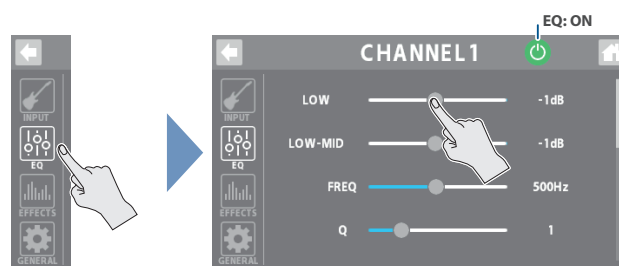 EQ: ON
INPUT
EQ
EFFECTS
GENERAL
CHANNEL1
INPUT
EQ
EFFECTS
GENERAL
LOW -1dB
LOW-MID -1dB
FREQ 500Hz
Q 1